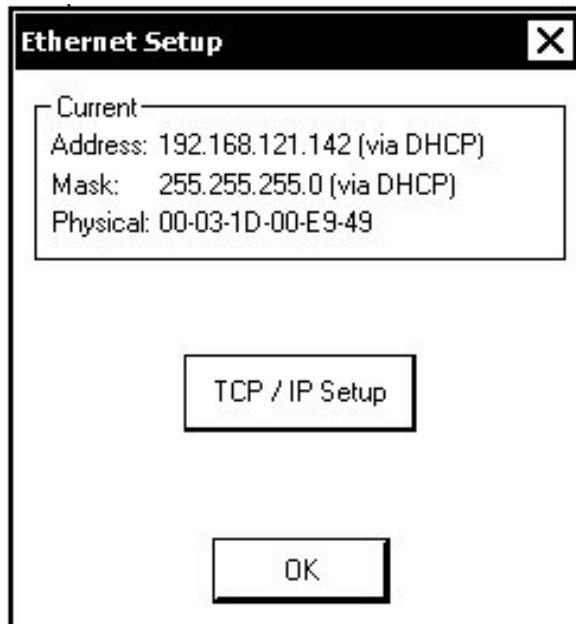 Ethernet Setup
Current
Address: 192.168.121.142 (via DHCP)
Mask: 255.255.255.0 (via DHCP)
Physical: 00-03-1D-00-E9-49
TCP / IP Setup
OK